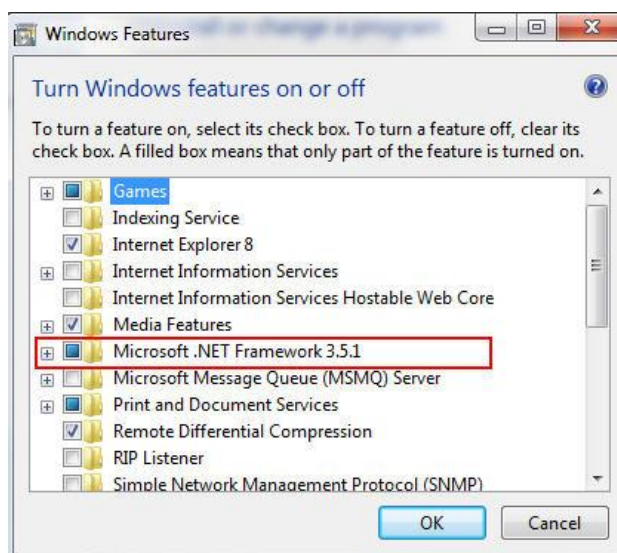 Windows Features
Turn Windows features on or off
To turn a feature on, select its check box. To turn a feature off, clear its
check box. A filled box means that only part of the feature is turned on.
Games
Indexing Service
Internet Explorer 8
Internet Information Services
Internet Information Services Hostable Web Core
Media Features
Microsoft .NET Framework 3.5.1
Microsoft Message Queue (MSMQ) Server
Print and Document Services
Remote Differential Compression
RIP Listener
Simple Network Management Protocol (SNMP)
OK Cancel